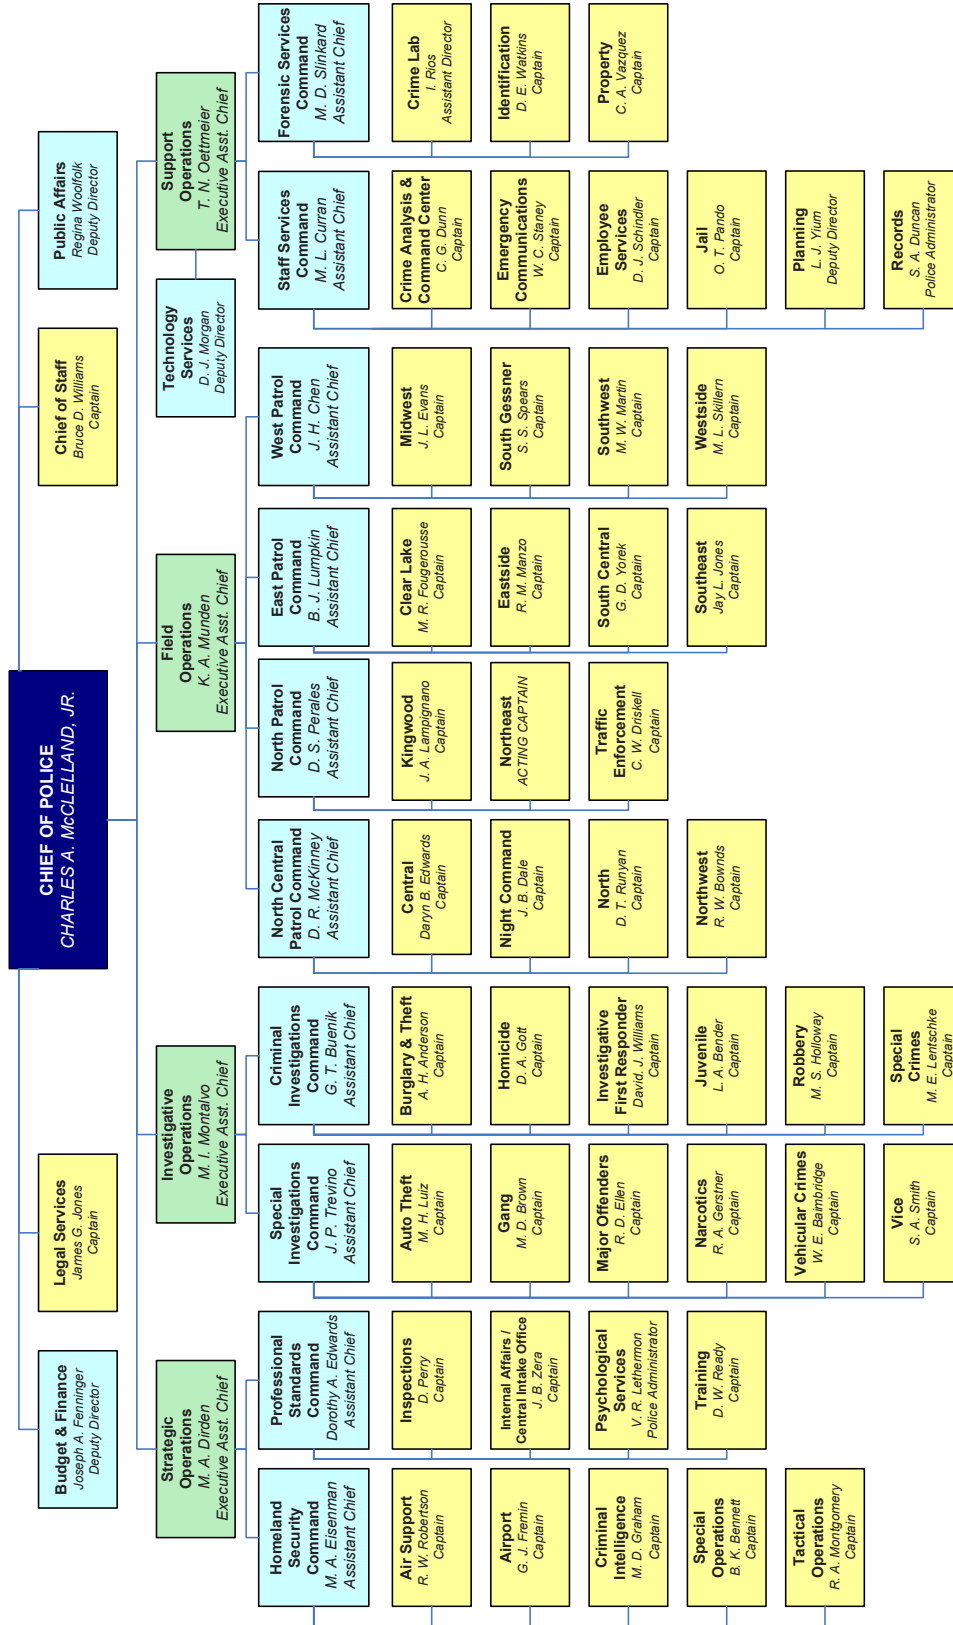 CHIEF OF POLICE
CHARLES A. McCLELLAND, JR.
Budget & Finance
Joseph A. Fenninger
Deputy Director
Legal Services
James G. Jones
Captain
Chief of Staff
Bruce D. Williams
Captain
Public Affairs
Regina Woolfolk
Deputy Director
Strategic
Operations
M. A. Dirden
Executive Asst. Chief
Investigative
Operations
M. I. Montalvo
Executive Asst. Chief
Field
Operations
K. A. Munden
Executive Asst. Chief
Technology
Services
D. J. Morgan
Deputy Director
Support
Operations
T. N. Oettmeier
Executive Asst. Chief
Homeland
Security
Command
M. A. Eisenman
Assistant Chief
Air Support
R. W. Robertson
Captain
Airport
G. J. Fremin
Captain
Criminal
Intelligence
M. D. Graham
Captain
Special
Operations
B. K. Bennett
Captain
Tactical
Operations
R. A. Montgomery
Captain
Professional
Standards
Command
Dorothy A. Edwards
Assistant Chief
Inspections
D. Perry
Captain
Internal Affairs /
Central Intake Office
J. B. Zera
Captain
Psychological
Services
V. R. Lethermon
Police Administrator
Training
D. W. Ready
Captain
Special
Investigations
Command
J. P. Trevino
Assistant Chief
Auto Theft
M. H. Luiz
Captain
Gang
M. D. Brown
Captain
Major Offenders
R. D. Ellen
Captain
Narcotics
R. A. Gerstner
Captain
Vehicular Crimes
W. E. Baimbridge
Captain
Vice
S. A. Smith
Captain
Criminal
Investigations
Command
G. T. Buenik
Assistant Chief
Burglary & Theft
A. H. Anderson
Captain
Homicide
D. A. Gott
Captain
Investigative
First Responder
David. J. Williams
Captain
Juvenile
L. A. Bender
Captain
Robbery
M. S. Holloway
Captain
Special
Crimes
M. E. Lentschke
Captain
North Central
Patrol Command
D. R. McKinney
Assistant Chief
Central
Daryn B. Edwards
Captain
Night Command
J. B. Dale
Captain
North
D. T. Runyan
Captain
Northwest
R. W. Bownds
Captain
North Patrol
Command
D. S. Perales
Assistant Chief
Kingwood
J. A. Lampignano
Captain
Northeast
ACTING CAPTAIN
Traffic
Enforcement
C. W. Driskell
Captain
East Patrol
Command
B. J. Lumpkin
Assistant Chief
Clear Lake
M. R. Fougerousse
Captain
Eastside
R. M. Manzo
Captain
South Central
G. D. Yorek
Captain
Southeast
Jay L. Jones
Captain
West Patrol
Command
J. H. Chen
Assistant Chief
Midwest
J. L. Evans
Captain
South Gessner
S. S. Spears
Captain
Southwest
M. W. Martin
Captain
Westside
M. L. Skillern
Captain
Staff Services
Command
M. L. Curran
Assistant Chief
Crime Analysis &
Command Center
C. G. Dunn
Captain
Emergency
Communications
W. C. Staney
Captain
Employee
Services
D. J. Schindler
Captain
Jail
O. T. Pando
Captain
Planning
L. J. Yium
Deputy Director
Records
S. A. Duncan
Police Administrator
Forensic Services
Command
M. D. Slinkard
Assistant Chief
Crime Lab
I. Rios
Assistant Director
Identification
D. E. Watkins
Captain
Property
C. A. Vazquez
Captain